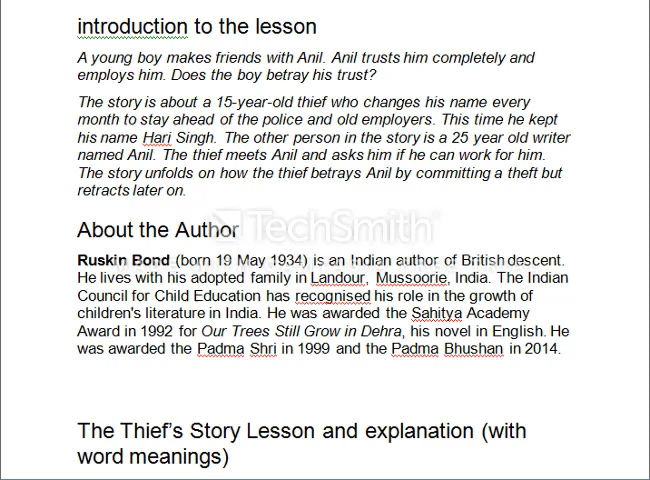 introduction to the lesson
A young boy makes friends with Anil. Anil trusts him completely and
employs him. Does the boy betray his trust?
The story is about a 15-year-old thief who changes his name every
month to stay ahead of the police and old employers. This time he kept
his name Hari Singh. The other person in the story is a 25 year old writer
named Anil. The thief meets Anil and asks him if he can work for him.
The story unfolds on how the thief betrays Anil by committing a theft but
retracts later on.
About the Author
TechSmith
Ruskin Bond (born 19 May 1934) is an Indian author of British descent.
He lives with his adopted family in Landour, Mussoorie, India. The Indian
Council for Child Education has recognised his role in the growth of
children's literature in India. He was awarded the Sahitya Academy
Award in 1992 for Our Trees Still Grow in Dehra, his novel in English. He
was awarded the Padma Shri in 1999 and the Padma Bhushan in 2014.
The Thief’s Story Lesson and explanation (with
word meanings)